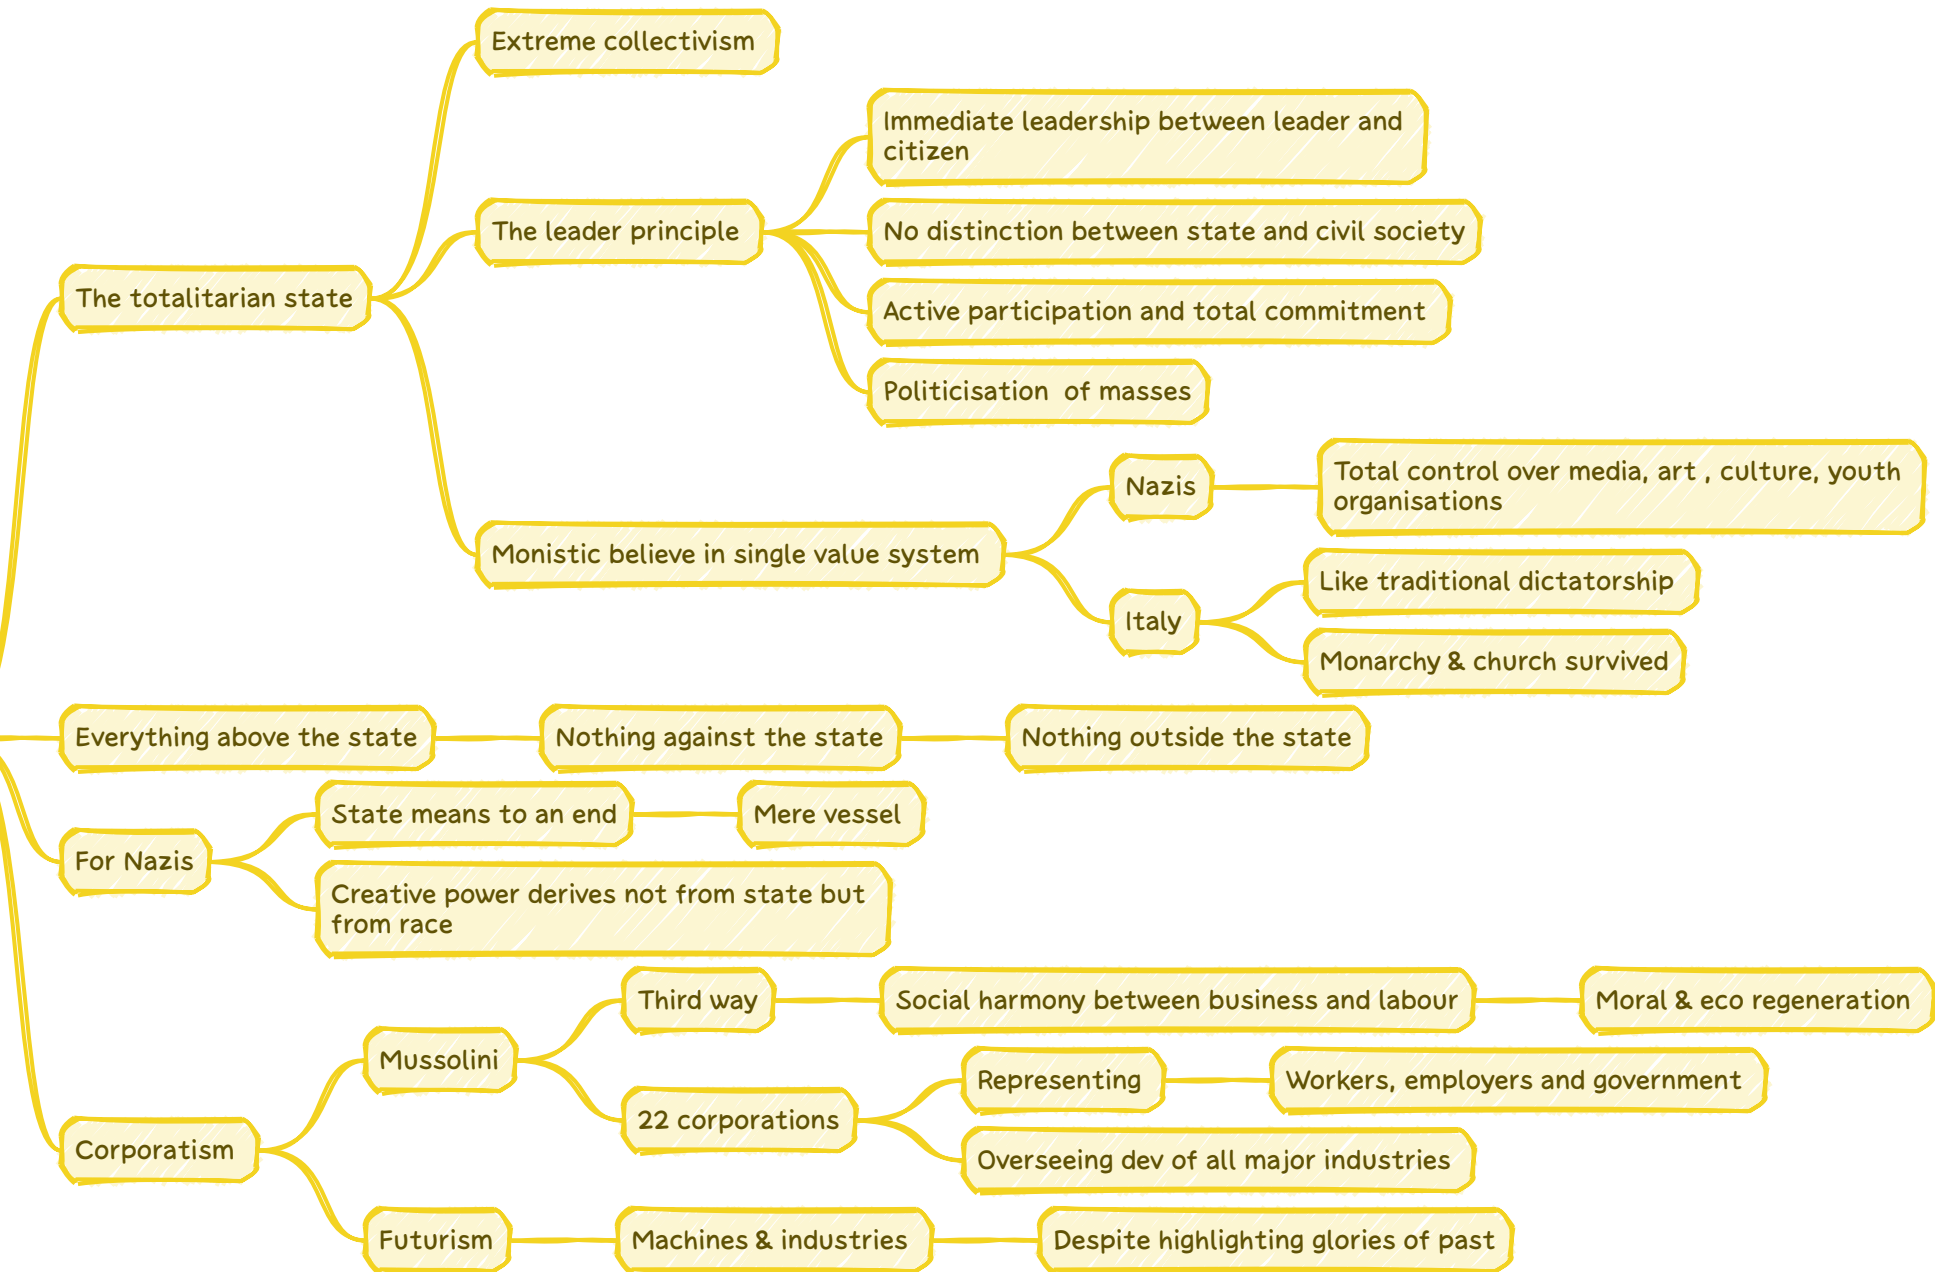 Extreme collectivism
Immediate leadership between leader and
citizen
The leader principle
No distinction between state and civil society
The totalitarian state
Active participation and total commitment
Politicisation  of masses
Monistic believe in single value system
Nazis
Total control over media, art , culture, youth
organisations
Italy
Like traditional dictatorship
Monarchy & church survived
Everything above the state
Nothing against the state
Nothing outside the state
For Nazis
State means to an end
Mere vessel
Creative power derives not from state but
from race
Corporatism
Mussolini
Third way
Social harmony between business and labour
Moral & eco regeneration
22 corporations
Representing
Workers, employers and government
Overseeing dev of all major industries
Futurism
Machines & industries
Despite highlighting glories of past